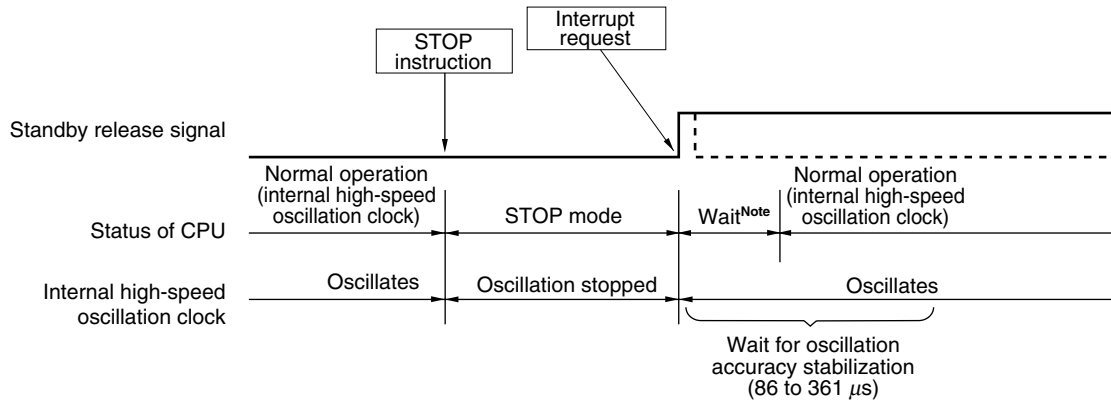 Interrupt
request
STOP
instruction
Standby release signal
Normal operation
(internal high-speed
oscillation clock)
Normal operation
(internal high-speed
oscillation clock)
Status of CPU
STOP mode
WaitNote
Internal high-speed
oscillation clock
Oscillates
Oscillation stopped
Oscillates
Wait for oscillation
accuracy stabilization
(86 to 361 μs)